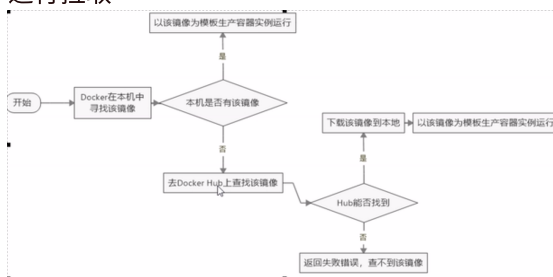 以该镜像为模板生产容器实例运行
是
开始
Docker在本机中
寻找该镜像
本机是否有该镜像
否
下载该镜像到本地
以该镜像为模板生产容器实例运行
去Docker Hub上查找该镜像
是
Hub能否找到
否
返回失败错误，查不到该镜像